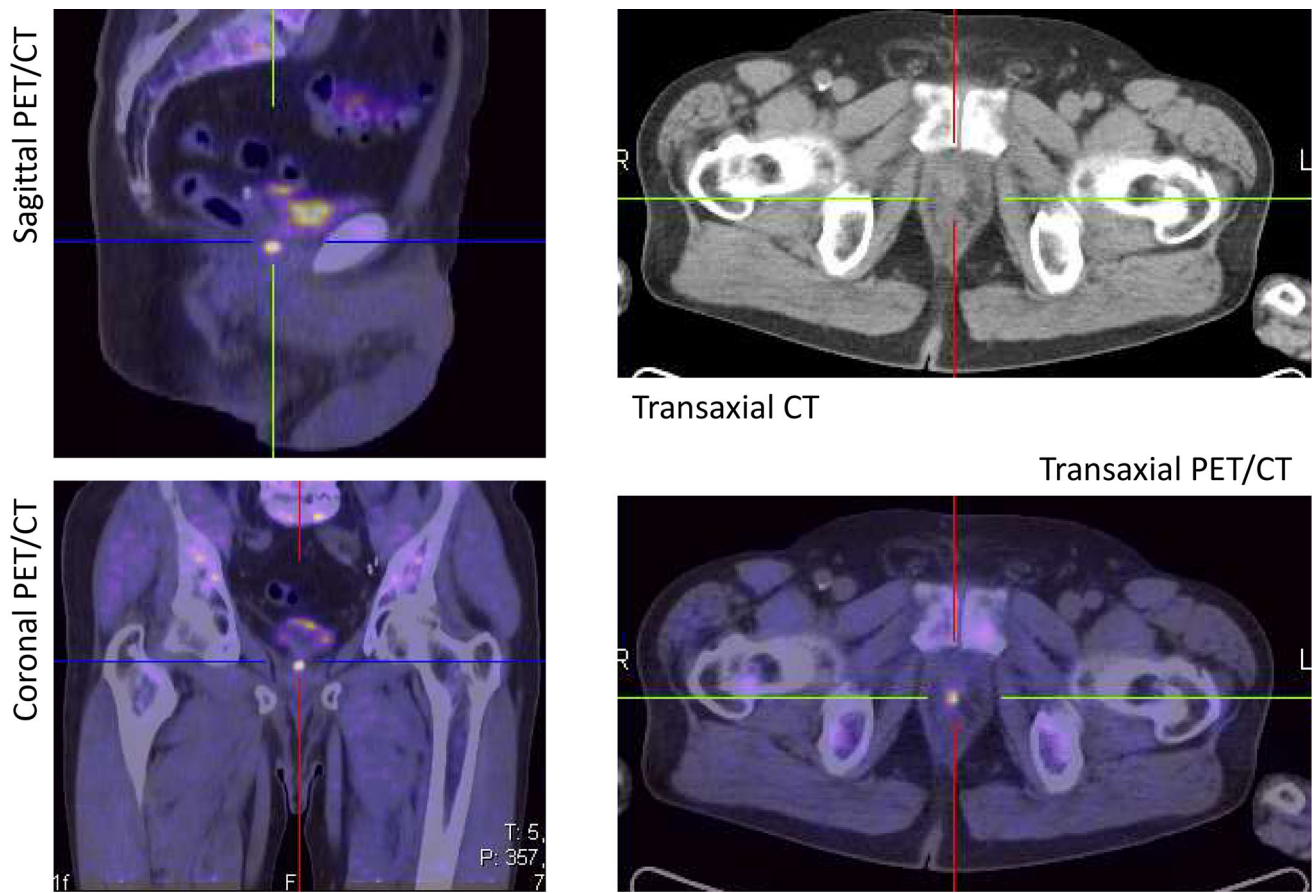 Sagittal PET/CT
R
L
Transaxial CT
Transaxial PET/CT
Coronal PET/CT
R
L
T: 5,
P: 357,
1f
F
7